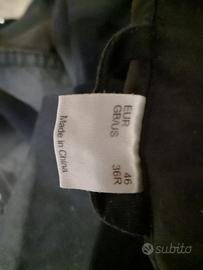 EUR 46
GB/US 36R
Made in China
subito